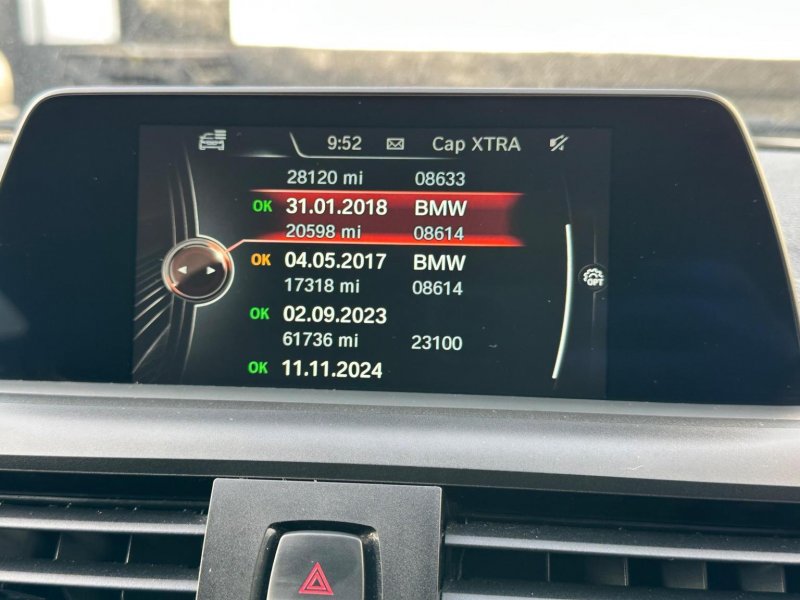 9:52 Cap XTRA
28120 mi 08633
OK 31.01.2018 BMW
20598 mi 08614
OK 04.05.2017 BMW
17318 mi 08614
OPT
OK 02.09.2023
61736 mi 23100
OK 11.11.2024